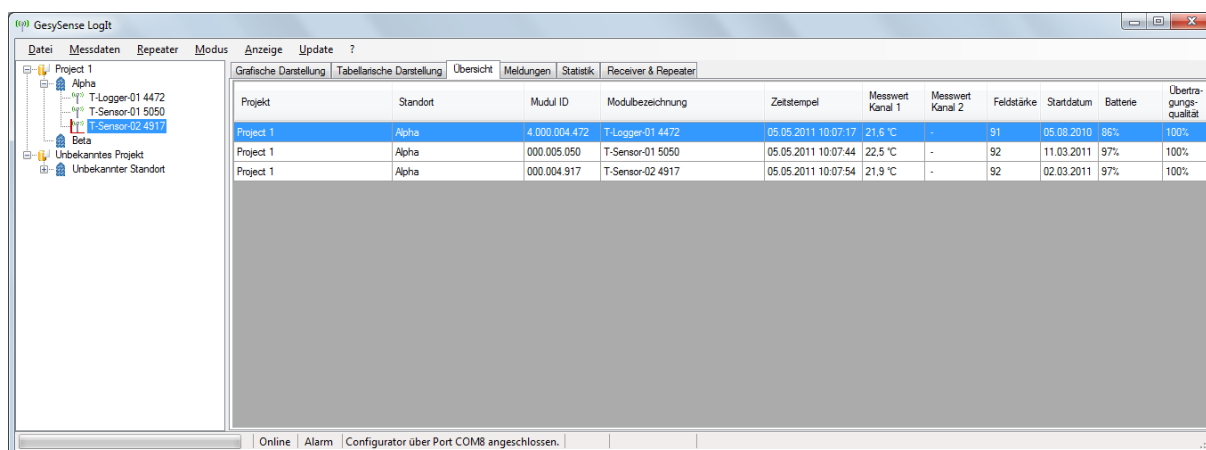 GesySense LogIt
Datei Messdaten Repeater Modus Anzeige Update ?
Project 1
Alpha
T-Logger-01 4472
T-Sensor-01 5050
T-Sensor-02 4917
Beta
Unbekanntes Projekt
Unbekannter Standort
Grafische Darstellung Tabellarische Darstellung Übersicht Meldungen Statistik Receiver & Repeater
Projekt Standort Mudul ID Modulbezeichnung Zeitstempel Messwert Kanal 1 Messwert Kanal 2 Feldstärke Startdatum Batterie Übertra-gungs-qualität
Project 1 Alpha 4.000.004.472 T-Logger-01 4472 05.05.2011 10:07:17 21,6 °C - 91 05.08.2010 86% 100%
Project 1 Alpha 000.005.050 T-Sensor-01 5050 05.05.2011 10:07:44 22,5 °C - 92 11.03.2011 97% 100%
Project 1 Alpha 000.004.917 T-Sensor-02 4917 05.05.2011 10:07:54 21,9 °C - 92 02.03.2011 97% 100%
Online Alarm Configurator über Port COM8 angeschlossen.